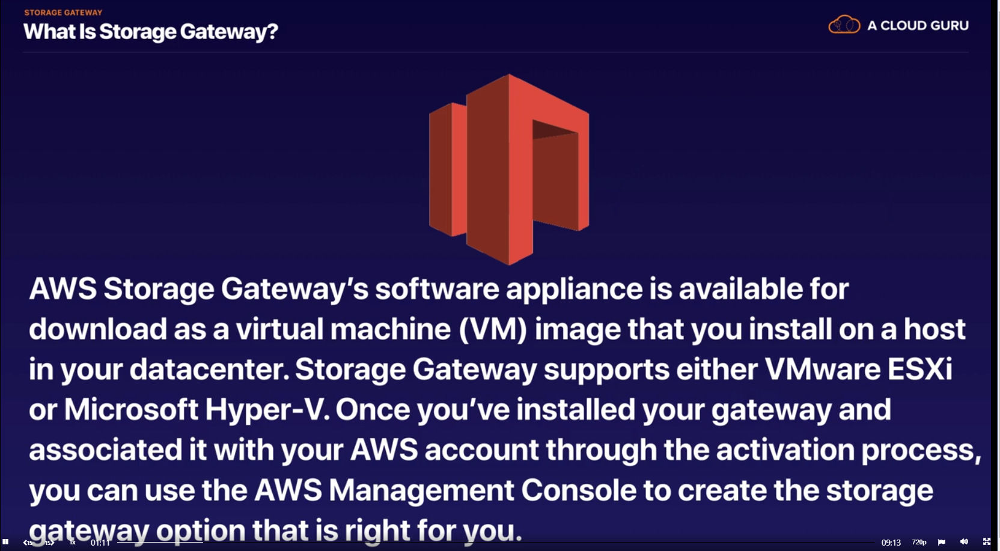 STORAGE GATEWAY
What Is Storage Gateway?
A CLOUD GURU
AWS Storage Gateway’s software appliance is available for
download as a virtual machine (VM) image that you install on a host
in your datacenter. Storage Gateway supports either VMware ESXi
or Microsoft Hyper-V. Once you’ve installed your gateway and
associated it with your AWS account through the activation process,
you can use the AWS Management Console to create the storage
gateway option that is right for you.
15 15 1x 01:11 09:13 720p